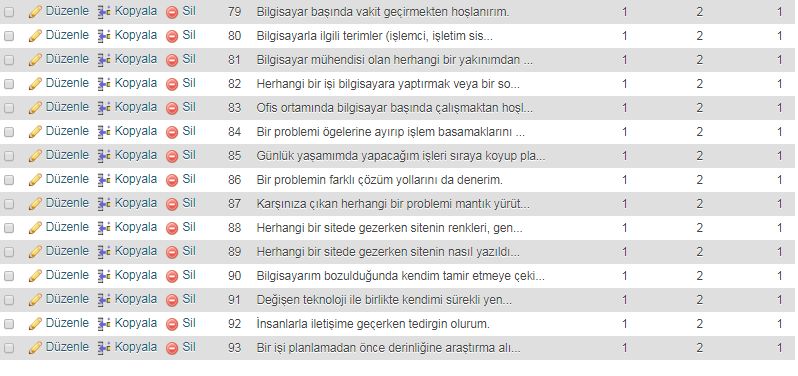 Düzenle Kopyala Sil 79 Bilgisayar başında vakit geçirmekten hoşlanırım. 1 2 1
Düzenle Kopyala Sil 80 Bilgisayarla ilgili terimler (işlemci, işletim sis... 1 2 1
Düzenle Kopyala Sil 81 Bilgisayar mühendisi olan herhangi bir yakınımdan ... 1 2 1
Düzenle Kopyala Sil 82 Herhangi bir işi bilgisayara yaptırmak veya bir so... 1 2 1
Düzenle Kopyala Sil 83 Ofis ortamında bilgisayar başında çalışmaktan hoşl... 1 2 1
Düzenle Kopyala Sil 84 Bir problemi ögelerine ayırıp işlem basamaklarını ... 1 2 1
Düzenle Kopyala Sil 85 Günlük yaşamımda yapacağım işleri sıraya koyup pla... 1 2 1
Düzenle Kopyala Sil 86 Bir problemin farklı çözüm yollarını da denerim. 1 2 1
Düzenle Kopyala Sil 87 Karşınıza çıkan herhangi bir problemi mantık yürüt... 1 2 1
Düzenle Kopyala Sil 88 Herhangi bir sitede gezerken sitenin renkleri, gen... 1 2 1
Düzenle Kopyala Sil 89 Herhangi bir sitede gezerken sitenin nasıl yazıldı... 1 2 1
Düzenle Kopyala Sil 90 Bilgisayarım bozulduğunda kendim tamir etmeye çeki... 1 2 1
Düzenle Kopyala Sil 91 Değişen teknoloji ile birlikte kendimi sürekli yen... 1 2 1
Düzenle Kopyala Sil 92 İnsanlarla iletişime geçerken tedirgin olurum. 1 2 1
Düzenle Kopyala Sil 93 Bir işi planlamadan önce derinliğine araştırma alı... 1 2 1